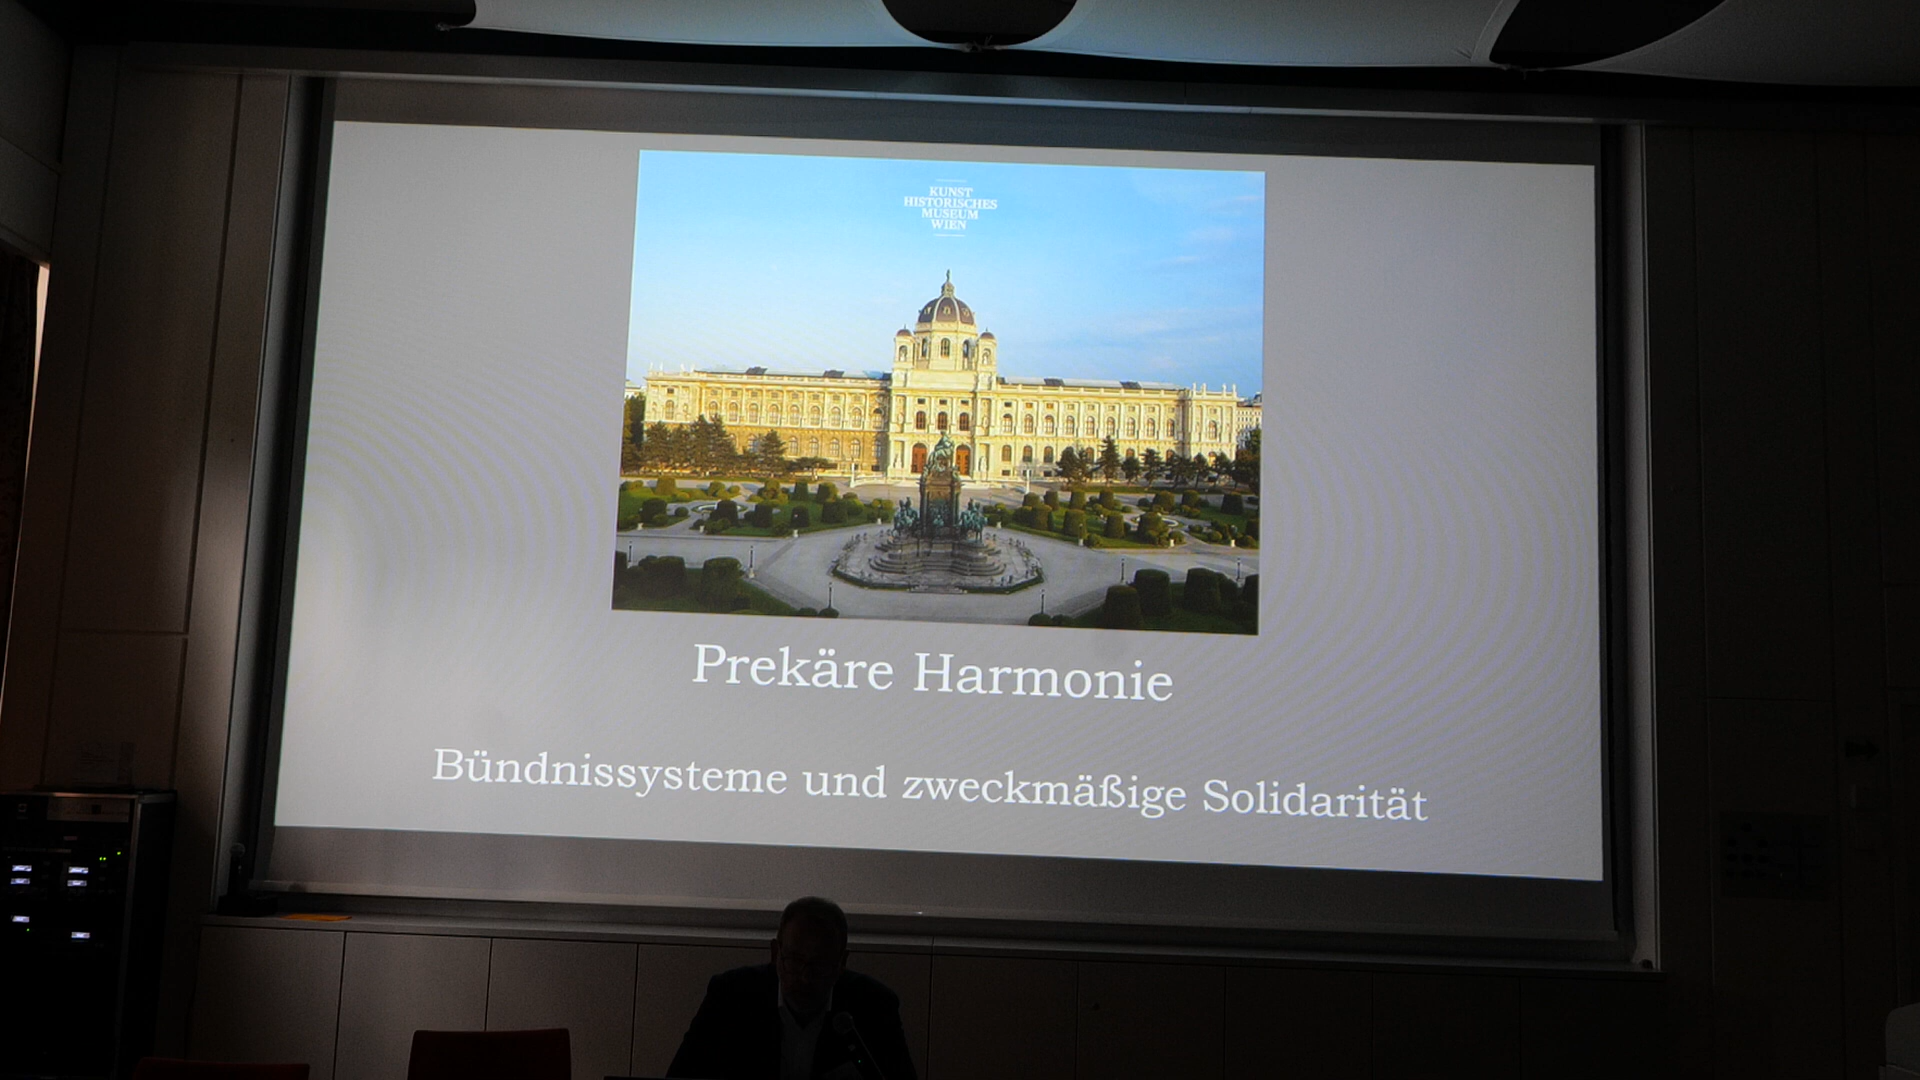 KUNST
HISTORISCHES
MUSEUM
WIEN
Prekäre Harmonie
Bündnissysteme und zweckmäßige Solidarität